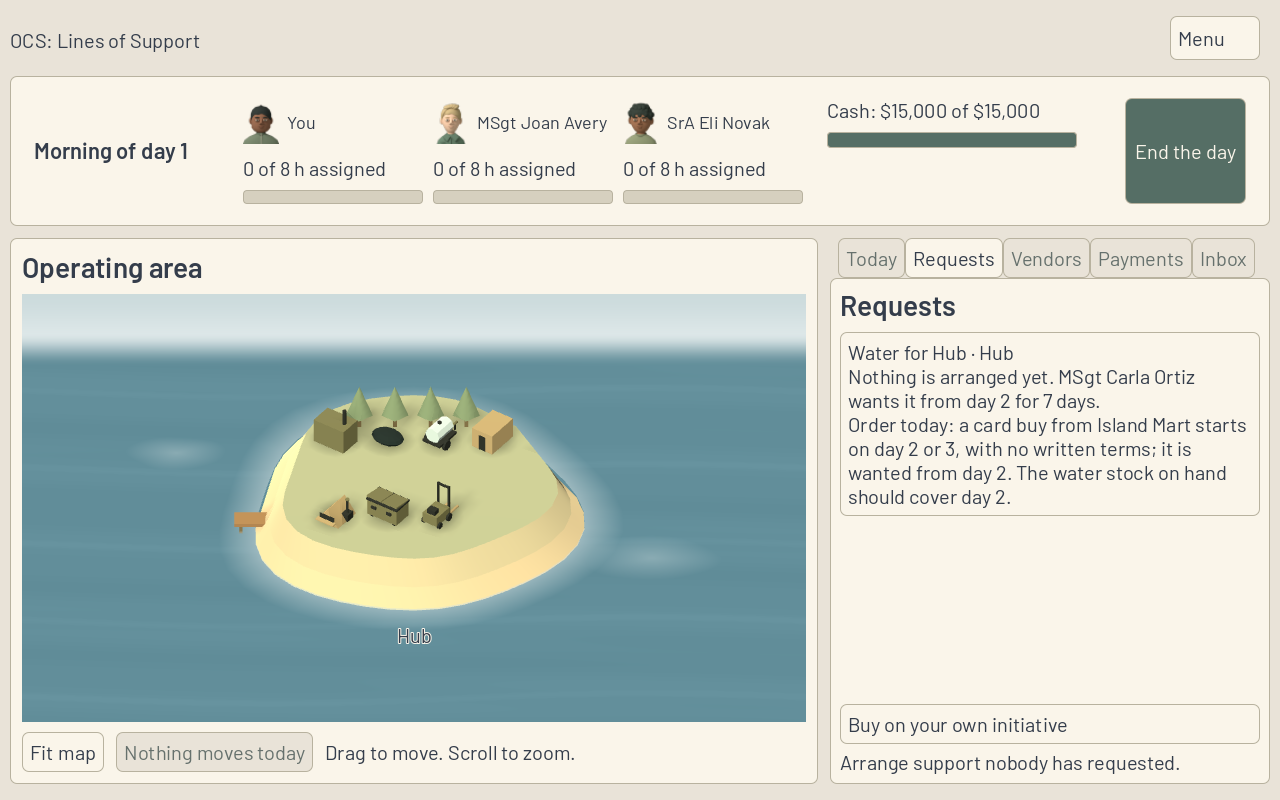 OCS: Lines of Support
Menu
Morning of day 1
You
0 of 8 h assigned
MSgt Joan Avery
0 of 8 h assigned
SrA Eli Novak
0 of 8 h assigned
Cash: $15,000 of $15,000
End the day
Operating area
Hub
Fit map
Nothing moves today
Drag to move. Scroll to zoom.
Today
Requests
Vendors
Payments
Inbox
Requests
Water for Hub · Hub
Nothing is arranged yet. MSgt Carla Ortiz
wants it from day 2 for 7 days.
Order today: a card buy from Island Mart starts
on day 2 or 3, with no written terms; it is
wanted from day 2. The water stock on hand
should cover day 2.
Buy on your own initiative
Arrange support nobody has requested.